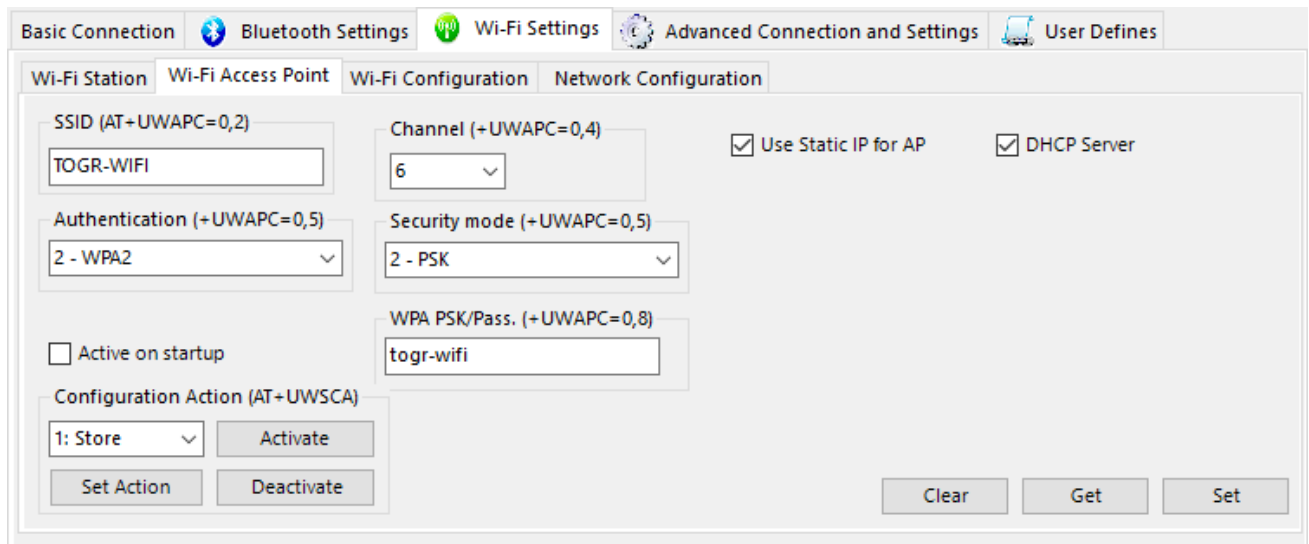 Basic Connection Bluetooth Settings Wi-Fi Settings Advanced Connection and Settings User Defines
Wi-Fi Station Wi-Fi Access Point Wi-Fi Configuration Network Configuration
SSID (AT+UWAPC=0,2)
TOGR-WIFI
Channel (+UWAPC=0,4)
6
Use Static IP for AP DHCP Server
Authentication (+UWAPC=0,5)
2 - WPA2
Security mode (+UWAPC=0,5)
2 - PSK
WPA PSK/Pass. (+UWAPC=0,8)
togr-wifi
Active on startup
Configuration Action (AT+UWSCA)
1: Store Activate
Set Action Deactivate
Clear Get Set